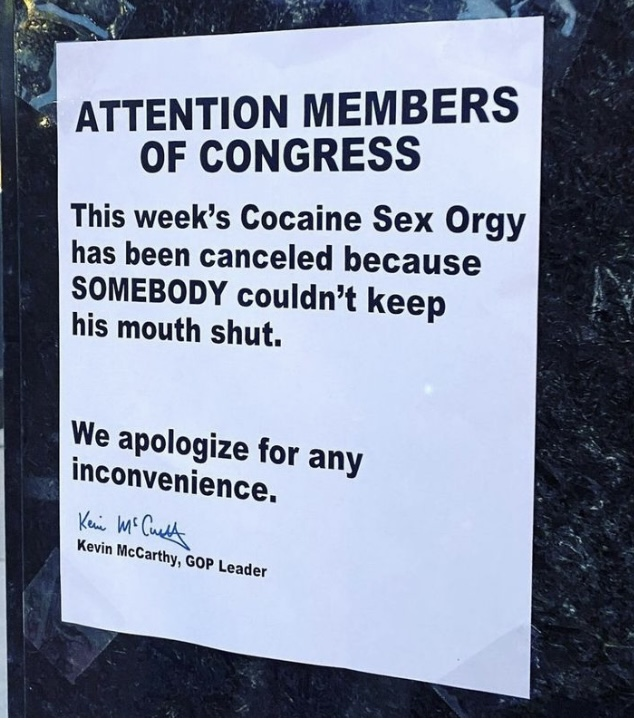 ATTENTION MEMBERS
OF CONGRESS
This week's Cocaine Sex Orgy
has been canceled because
SOMEBODY couldn't keep
his mouth shut.
We apologize for any
inconvenience.
Kevin McCarthy
Kevin McCarthy, GOP Leader